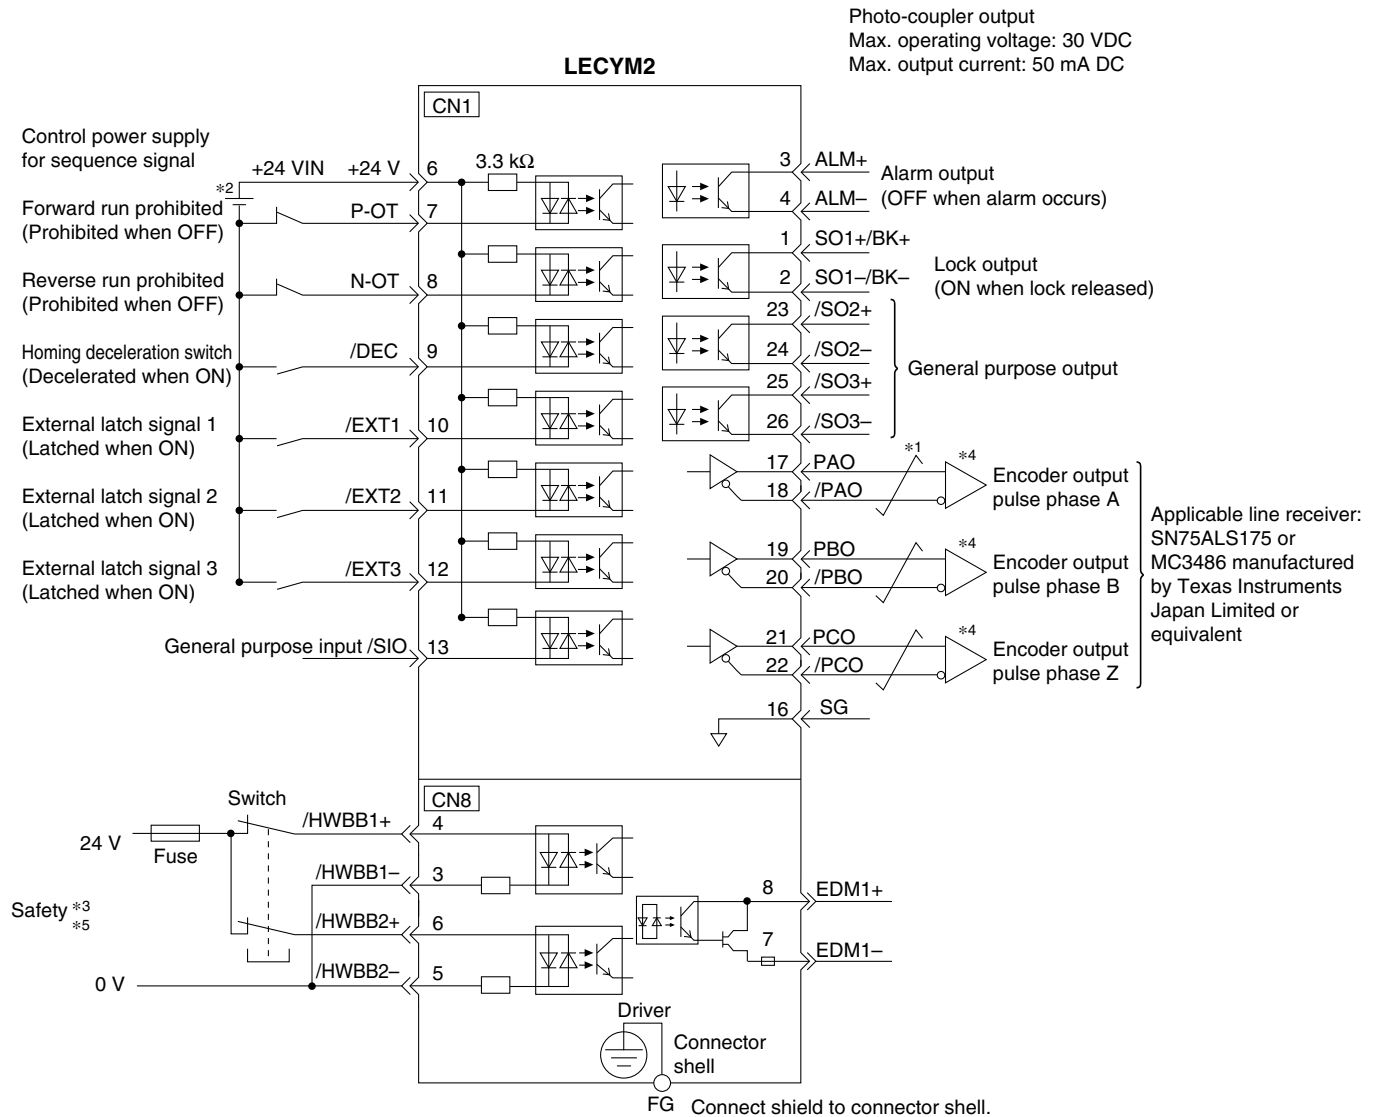 Photo-coupler output
Max. operating voltage: 30 VDC
Max. output current: 50 mA DC
LECYM2
CN1
Control power supply
for sequence signal
+24 VIN
+24 V
6
3.3 kΩ
*2
Forward run prohibited
(Prohibited when OFF)
P-OT
7
Reverse run prohibited
(Prohibited when OFF)
N-OT
8
Homing deceleration switch
(Decelerated when ON)
/DEC
9
External latch signal 1
(Latched when ON)
/EXT1
10
External latch signal 2
(Latched when ON)
/EXT2
11
External latch signal 3
(Latched when ON)
/EXT3
12
General purpose input /SIO
13
3
ALM+
4
ALM–
Alarm output
(OFF when alarm occurs)
1
SO1+/BK+
2
SO1–/BK–
Lock output
(ON when lock released)
23
/SO2+
24
/SO2–
25
/SO3+
26
/SO3–
General purpose output
17
PAO
18
/PAO
*1
*4
Encoder output
pulse phase A
19
PBO
20
/PBO
*4
Encoder output
pulse phase B
21
PCO
22
/PCO
*4
Encoder output
pulse phase Z
Applicable line receiver:
SN75ALS175 or
MC3486 manufactured
by Texas Instruments
Japan Limited or
equivalent
16
SG
CN8
Switch
24 V
Fuse
/HWBB1+
4
/HWBB1–
3
Safety *3
*5
/HWBB2+
6
/HWBB2–
5
0 V
8
EDM1+
7
EDM1–
Driver
Connector
shell
FG
Connect shield to connector shell.